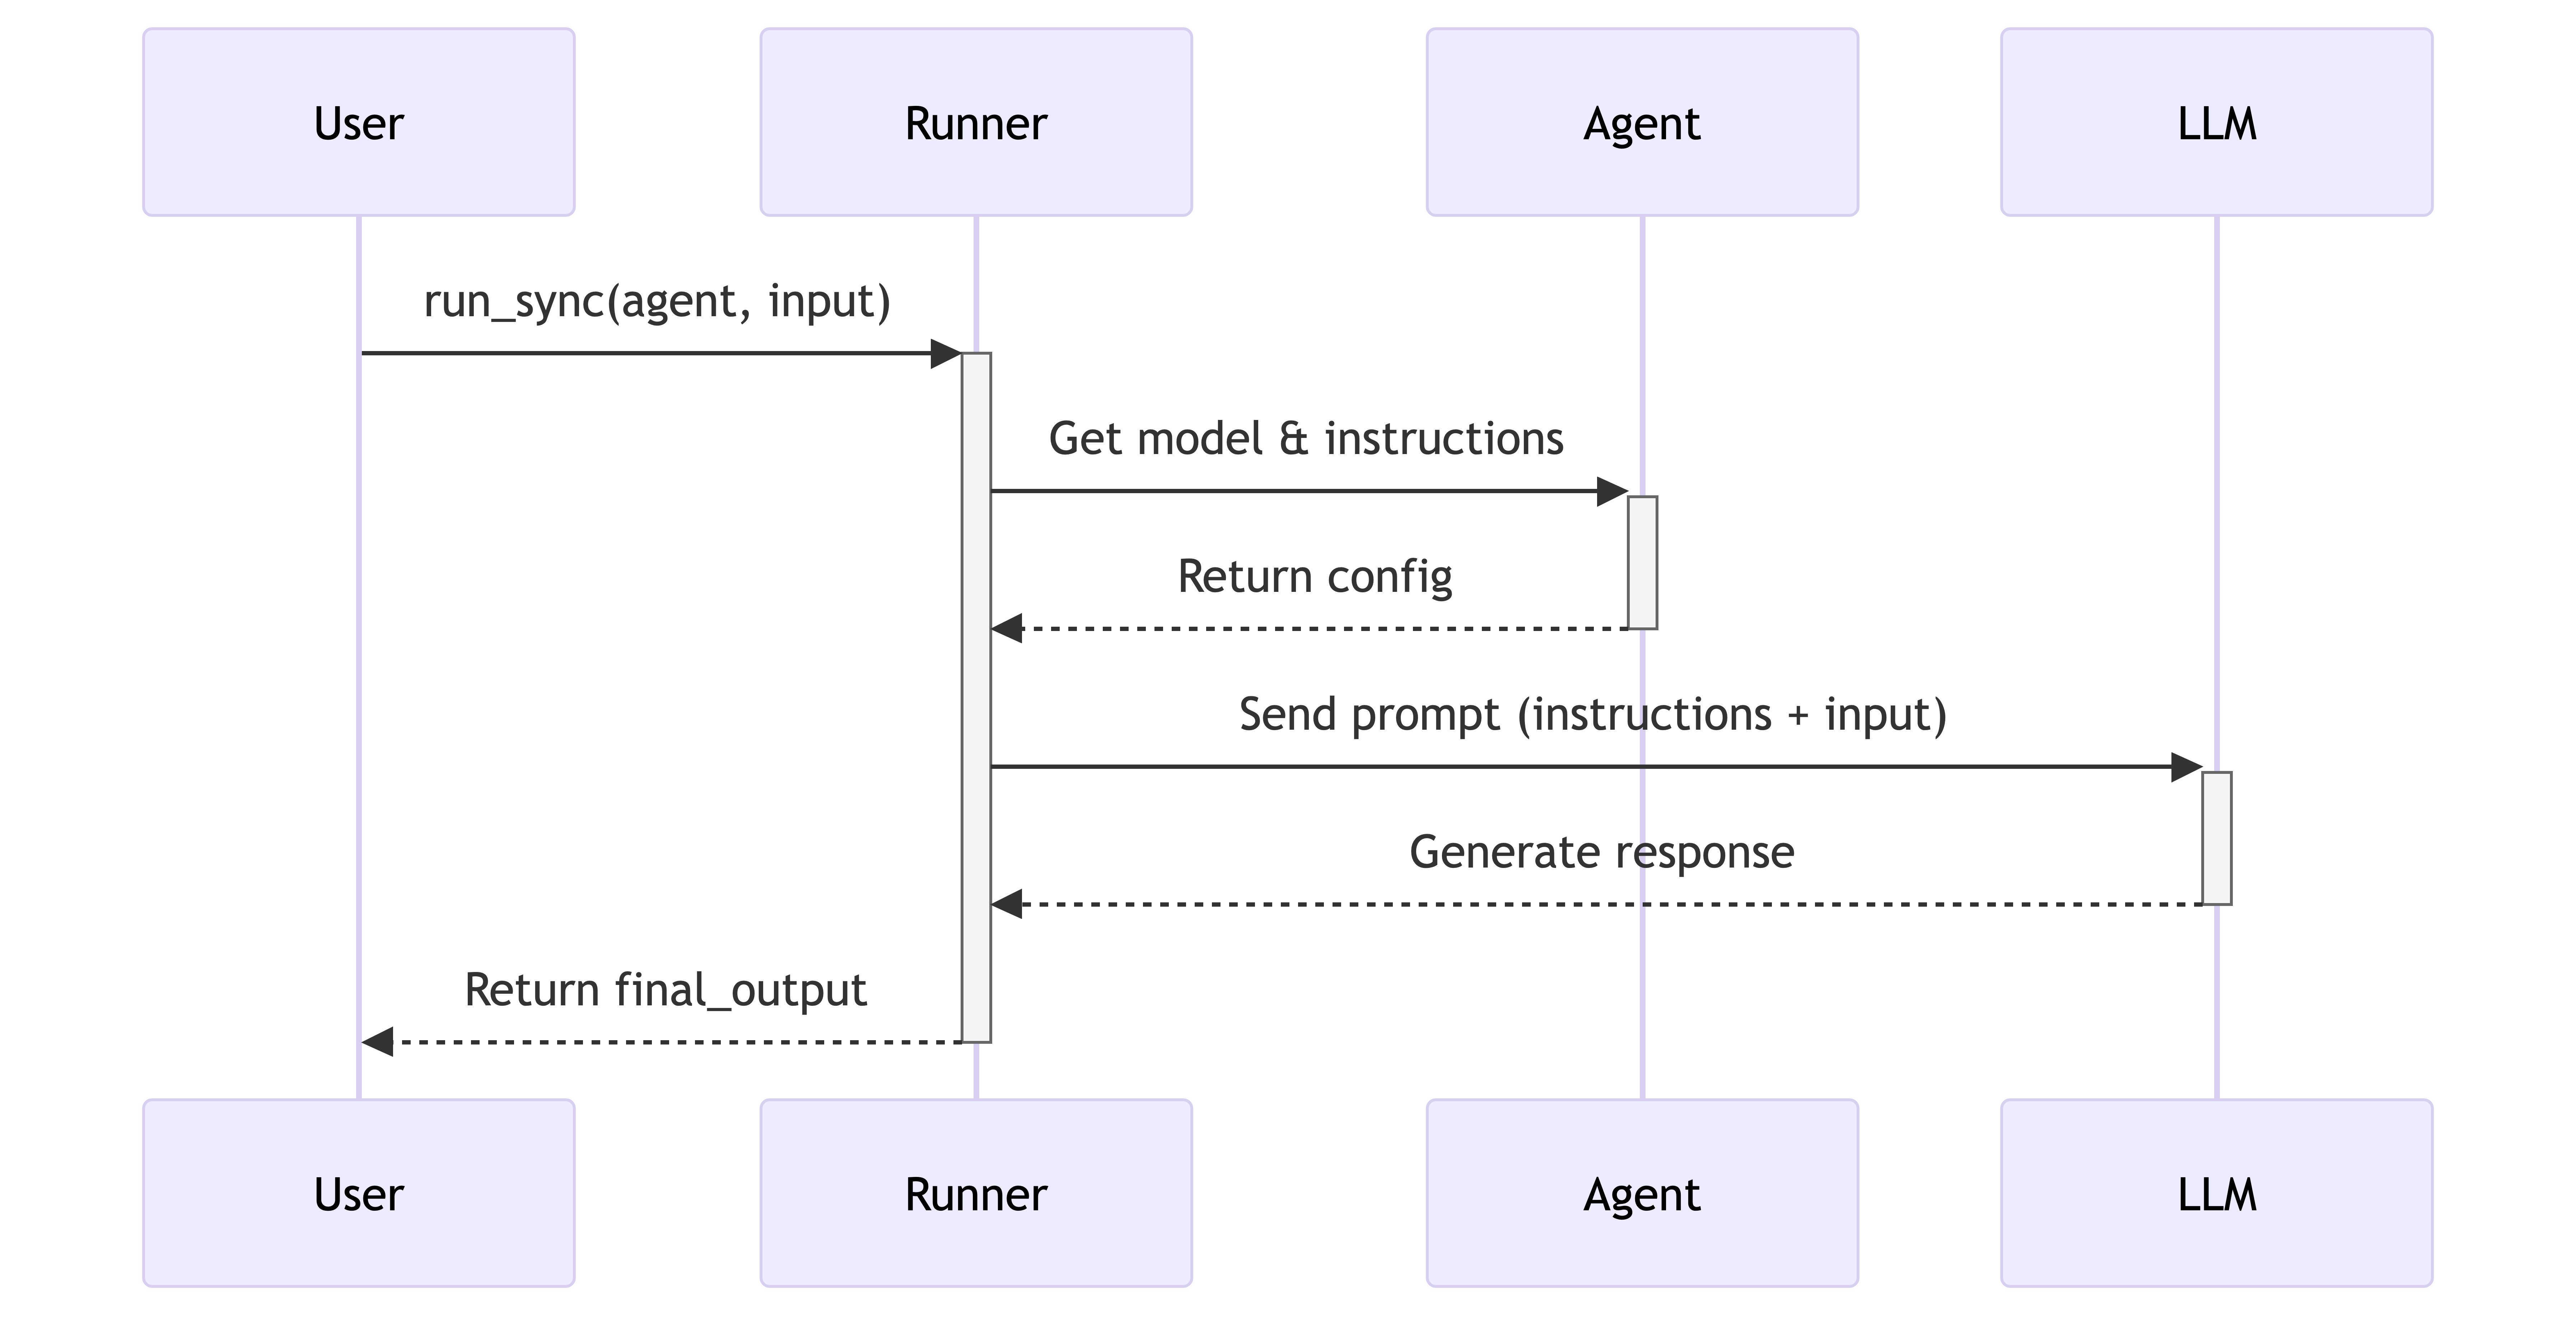 User
Runner
Agent
LLM
run_sync(agent, input)
Get model & instructions
Return config
Send prompt (instructions + input)
Generate response
Return final_output
User
Runner
Agent
LLM